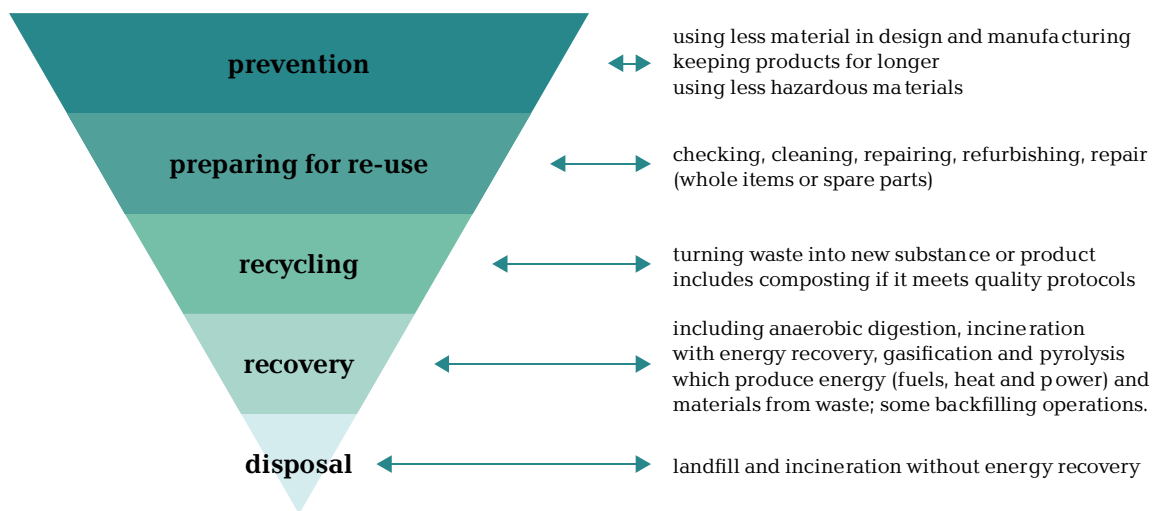 prevention
using less material in design and manufacturing
keeping products for longer
using less hazardous materials
preparing for re-use
checking, cleaning, repairing, refurbishing, repair
(whole items or spare parts)
recycling
turning waste into new substance or product
includes composting if it meets quality protocols
recovery
including anaerobic digestion, incineration
with energy recovery, gasification and pyrolysis
which produce energy (fuels, heat and power) and
materials from waste; some backfilling operations.
disposal
landfill and incineration without energy recovery